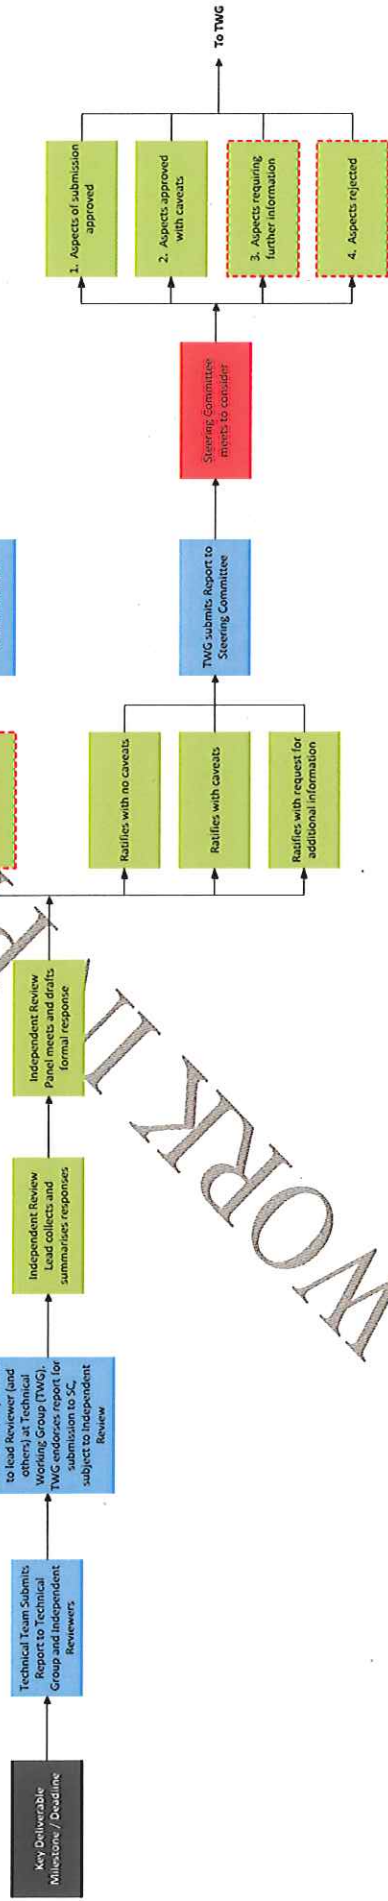 Key Deliverable
Milestone / Deadline
Technical Team Submits
Report to Technical
Group and Independent
Reviewers
to lead Reviewer (and
others) at Technical
Working Group (TWG).
TWG endorses report for
submission to SC,
subject to Independent
Review
Independent Review
Lead collects and
summarises responses
Independent Review
Panel meets and drafts
formal response
Ratifies with no caveats
Ratifies with caveats
Ratifies with request for
additional information
TWG submits Report to
Steering Committee
Steering Committee
meets to consider
1. Aspects of submission
approved
2. Aspects approved
with caveats
3. Aspects requiring
further information
4. Aspects rejected
To TWG
WORK